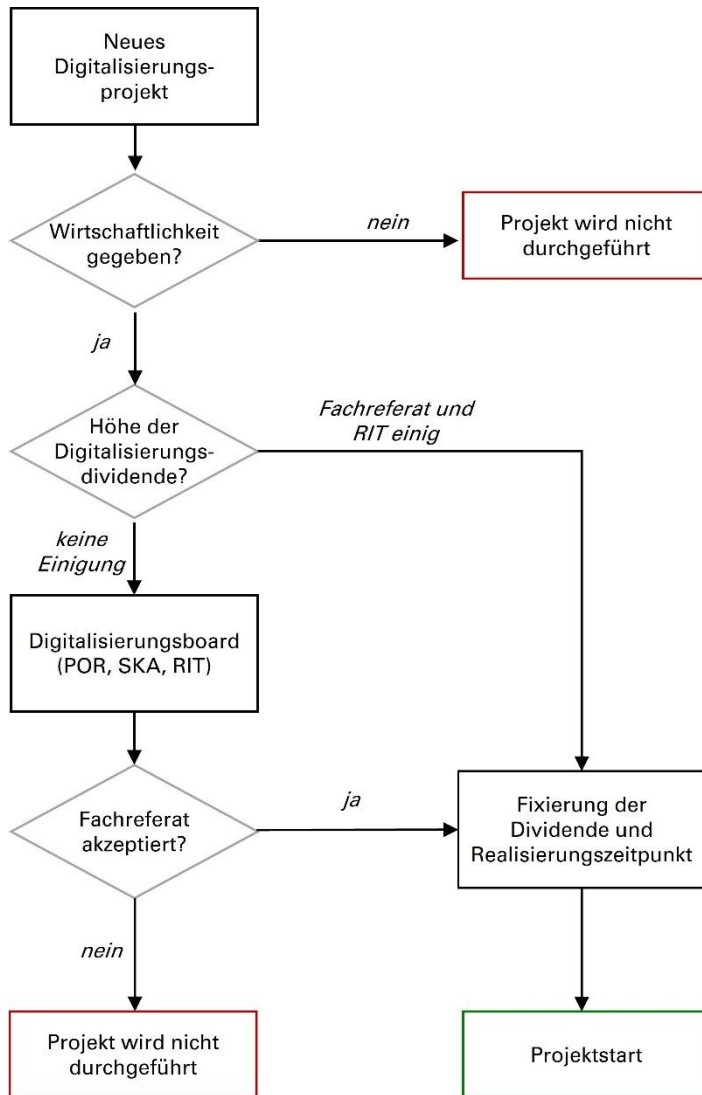 Neues
Digitalisierungs-
projekt
Wirtschaftlichkeit
gegeben?
nein
Projekt wird nicht
durchgeführt
ja
Höhe der
Digitalisierungs-
dividende?
Fachreferat und
RIT einig
keine
Einigung
Digitalisierungsboard
(POR, SKA, RIT)
Fachreferat
akzeptiert?
ja
Fixierung der
Dividende und
Realisierungszeitpunkt
nein
Projekt wird nicht
durchgeführt
Projektstart